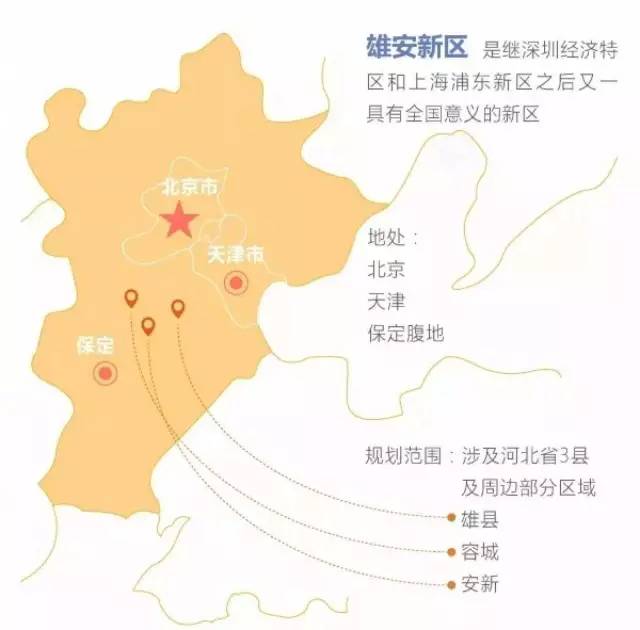 雄安新区 是继深圳经济特
区和上海浦东新区之后又一
具有全国意义的新区
北京市
天津市
保定
地处：
北京
天津
保定腹地
规划范围：涉及河北省3县
及周边部分区域
雄县
容城
安新